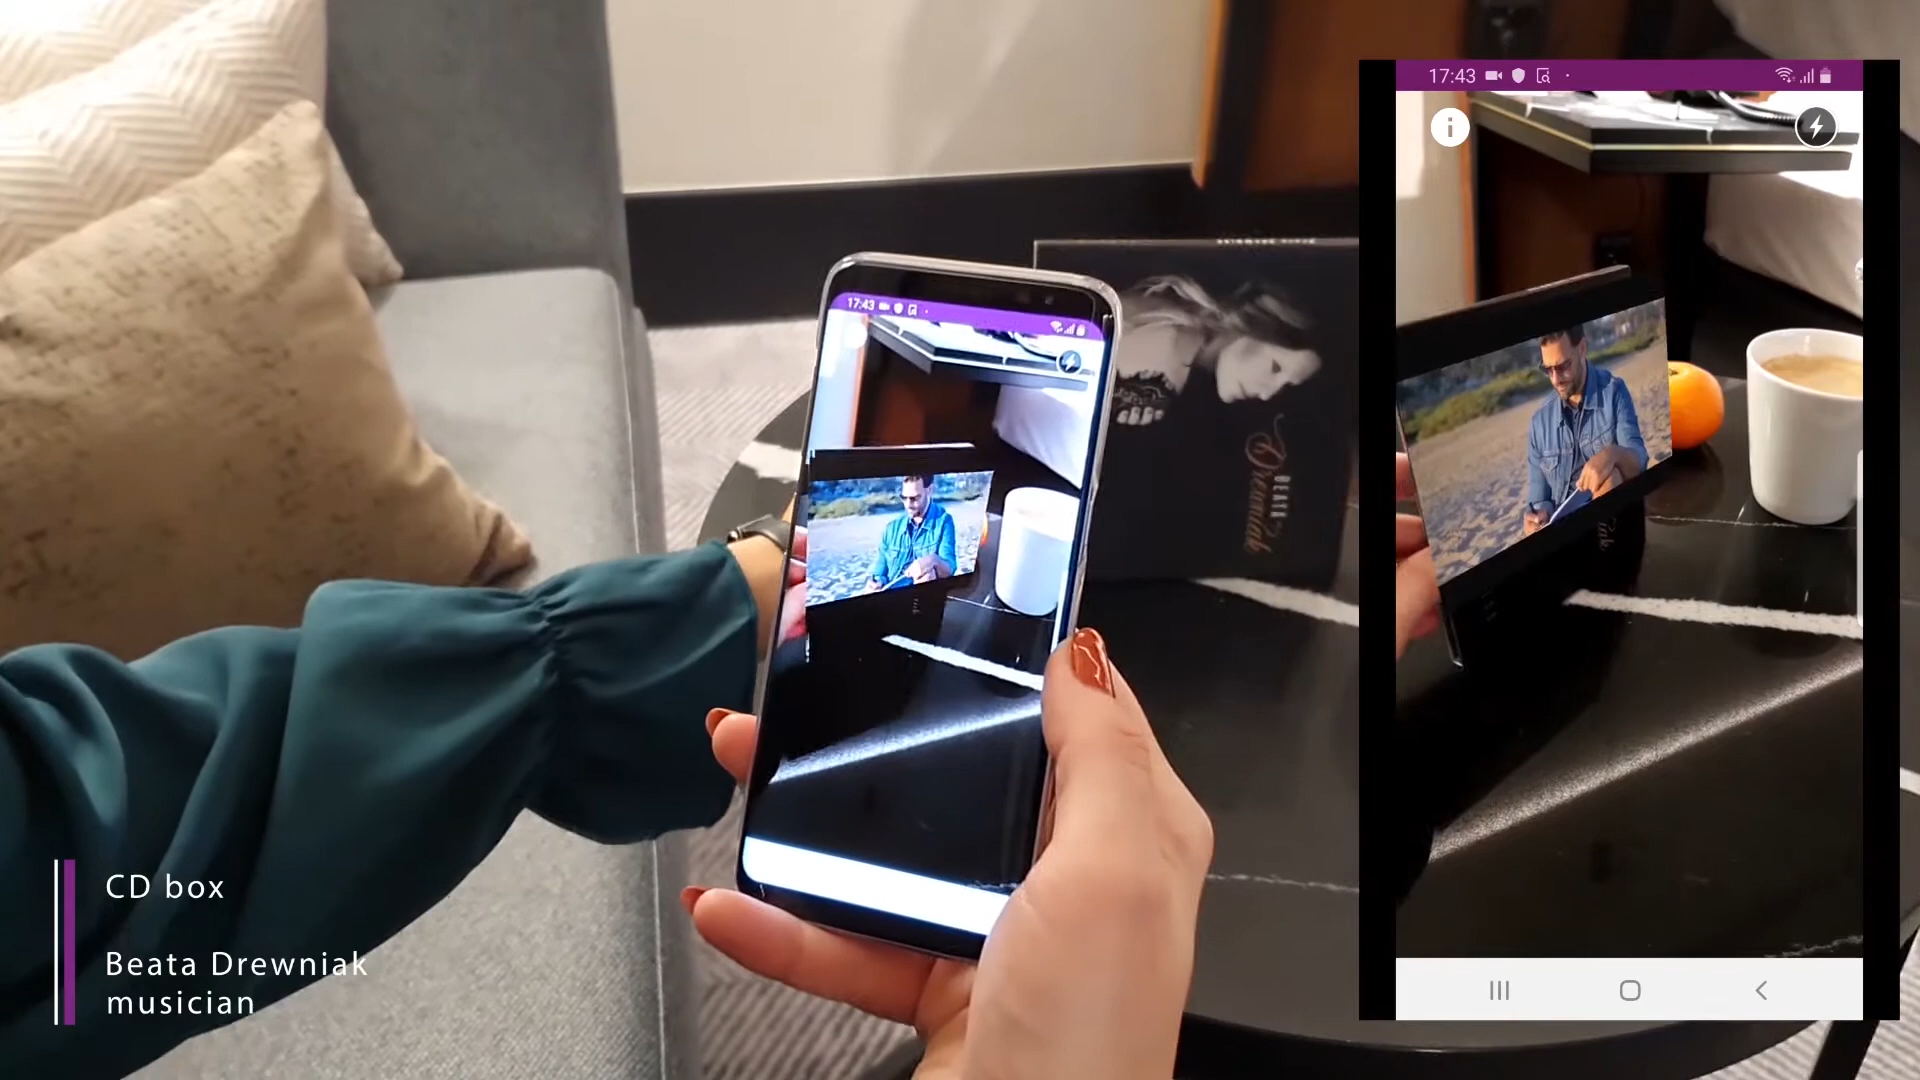 17:43
17:43
BEATA
Drewniak
CD box
Beata Drewniak
musician